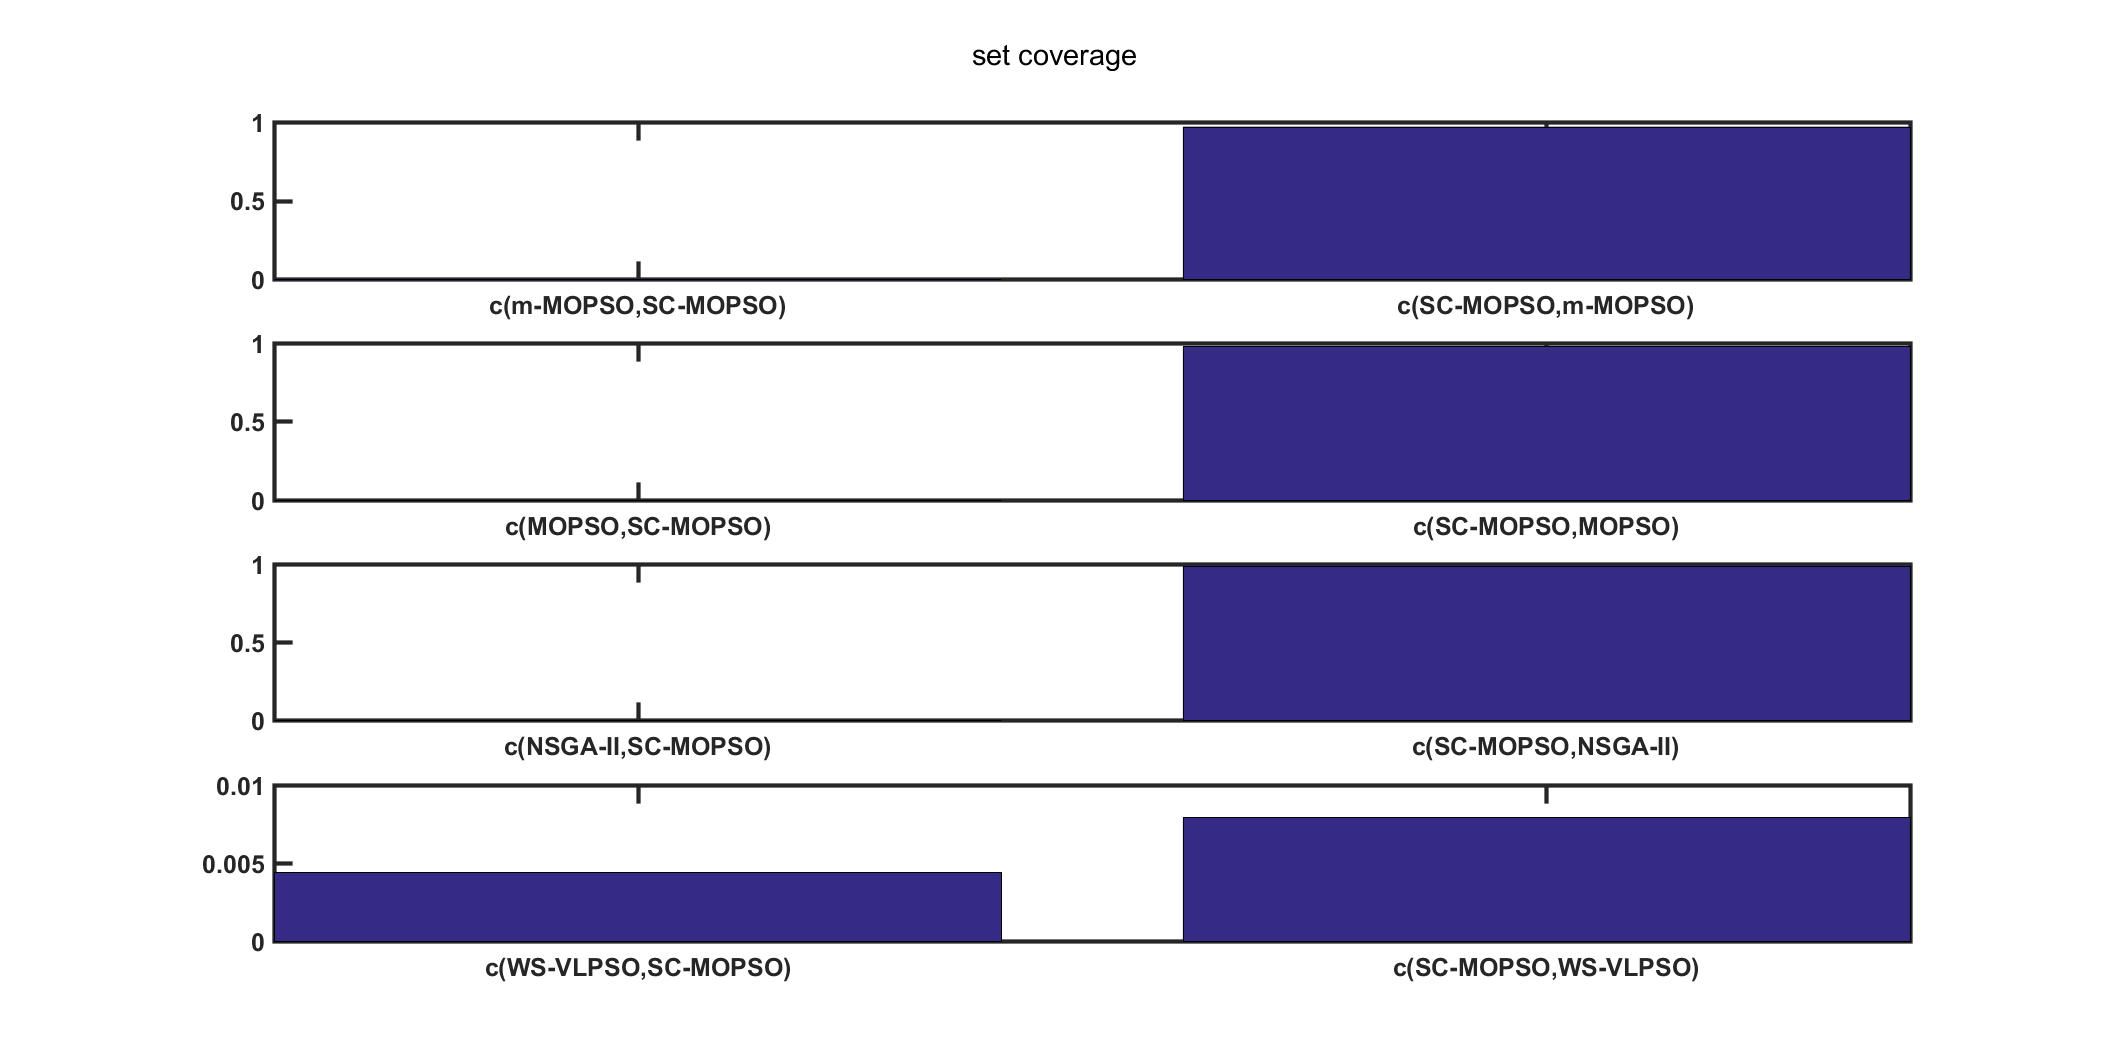 set coverage
1
0.5
0
c(m-MOPSO,SC-MOPSO) c(SC-MOPSO,m-MOPSO)
1
0.5
0
c(MOPSO,SC-MOPSO) c(SC-MOPSO,MOPSO)
1
0.5
0
c(NSGA-II,SC-MOPSO) c(SC-MOPSO,NSGA-II)
0.01
0.005
0
c(WS-VLPSO,SC-MOPSO) c(SC-MOPSO,WS-VLPSO)